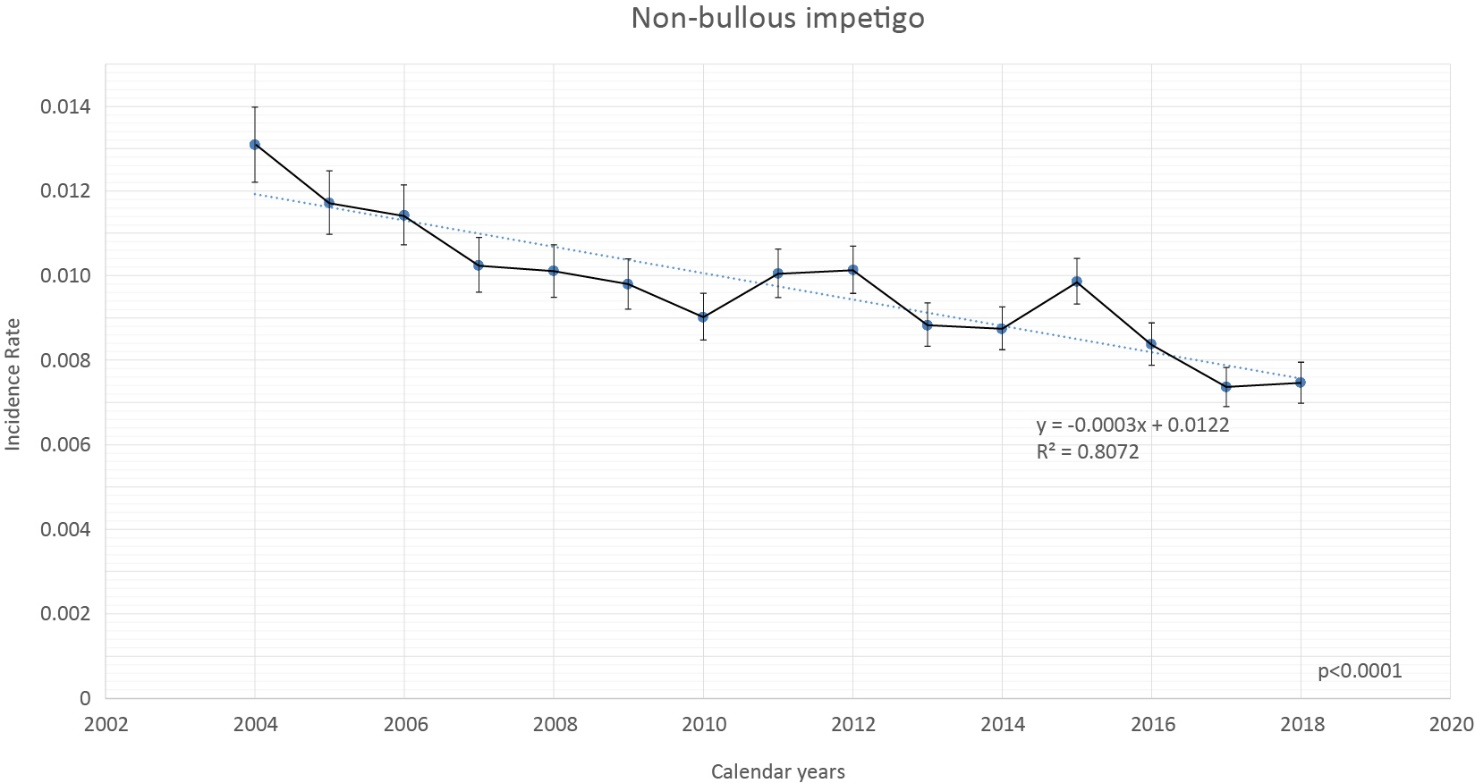 Non-bullous impetigo
Incidence Rate
0.014
0.012
0.010
0.008
0.006
0.004
0.002
0
y = -0.0003x + 0.0122
R² = 0.8072
p<0.0001
2002 2004 2006 2008 2010 2012 2014 2016 2018 2020
Calendar years